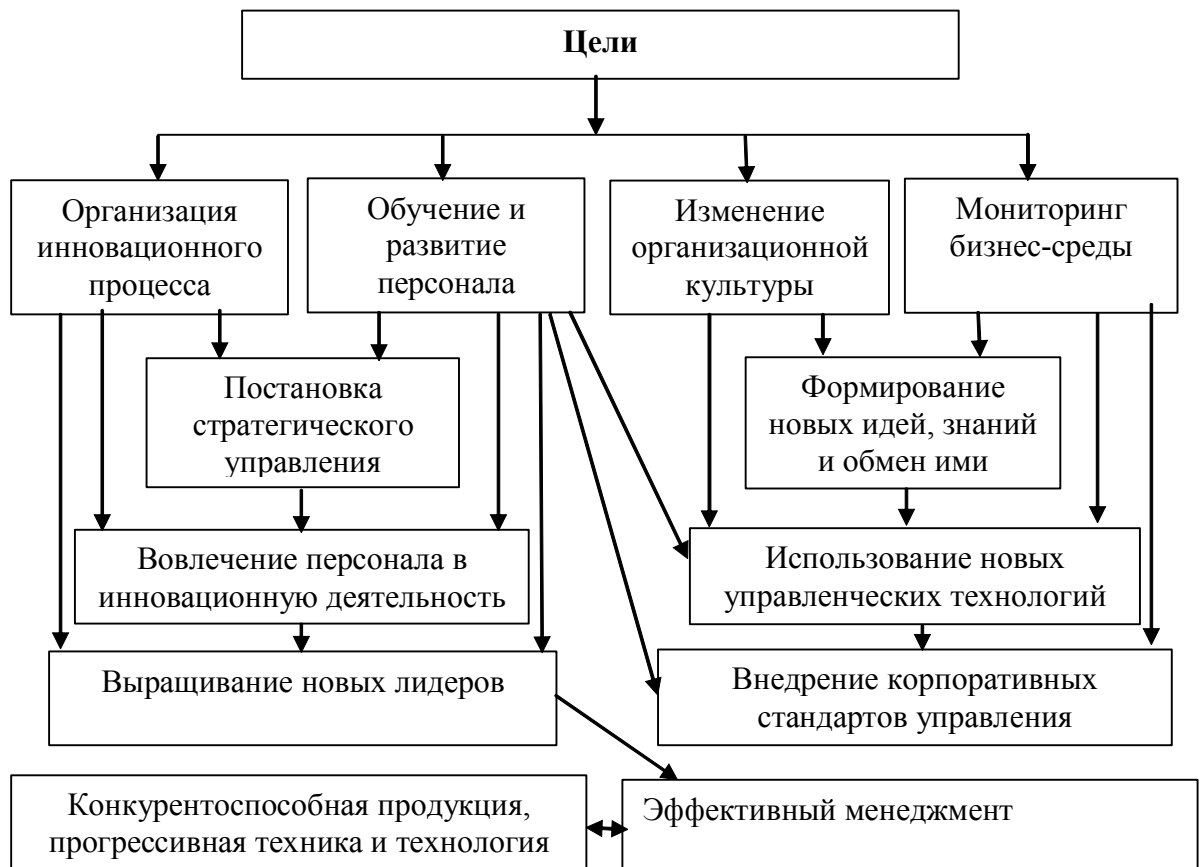 Цели
Организация
инновационного
процесса
Обучение и
развитие
персонала
Изменение
организационной
культуры
Мониторинг
бизнес-среды
Постановка
стратегического
управления
Формирование
новых идей, знаний
и обмен ими
Вовлечение персонала в
инновационную деятельность
Использование новых
управленческих технологий
Выращивание новых лидеров
Внедрение корпоративных
стандартов управления
Конкурентоспособная продукция,
прогрессивная техника и технология
Эффективный менеджмент